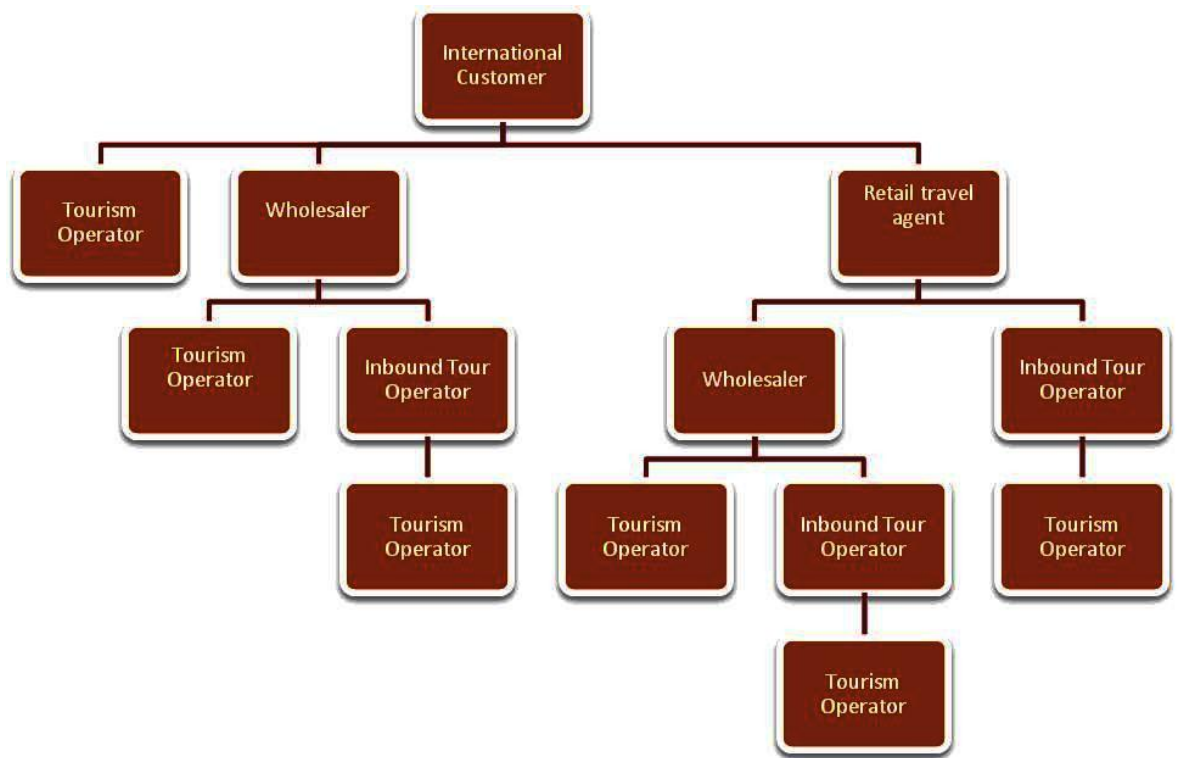 International
Customer
Tourism
Operator
Wholesaler
Retail travel
agent
Tourism
Operator
Inbound Tour
Operator
Wholesaler
Inbound Tour
Operator
Tourism
Operator
Tourism
Operator
Inbound Tour
Operator
Tourism
Operator
Tourism
Operator